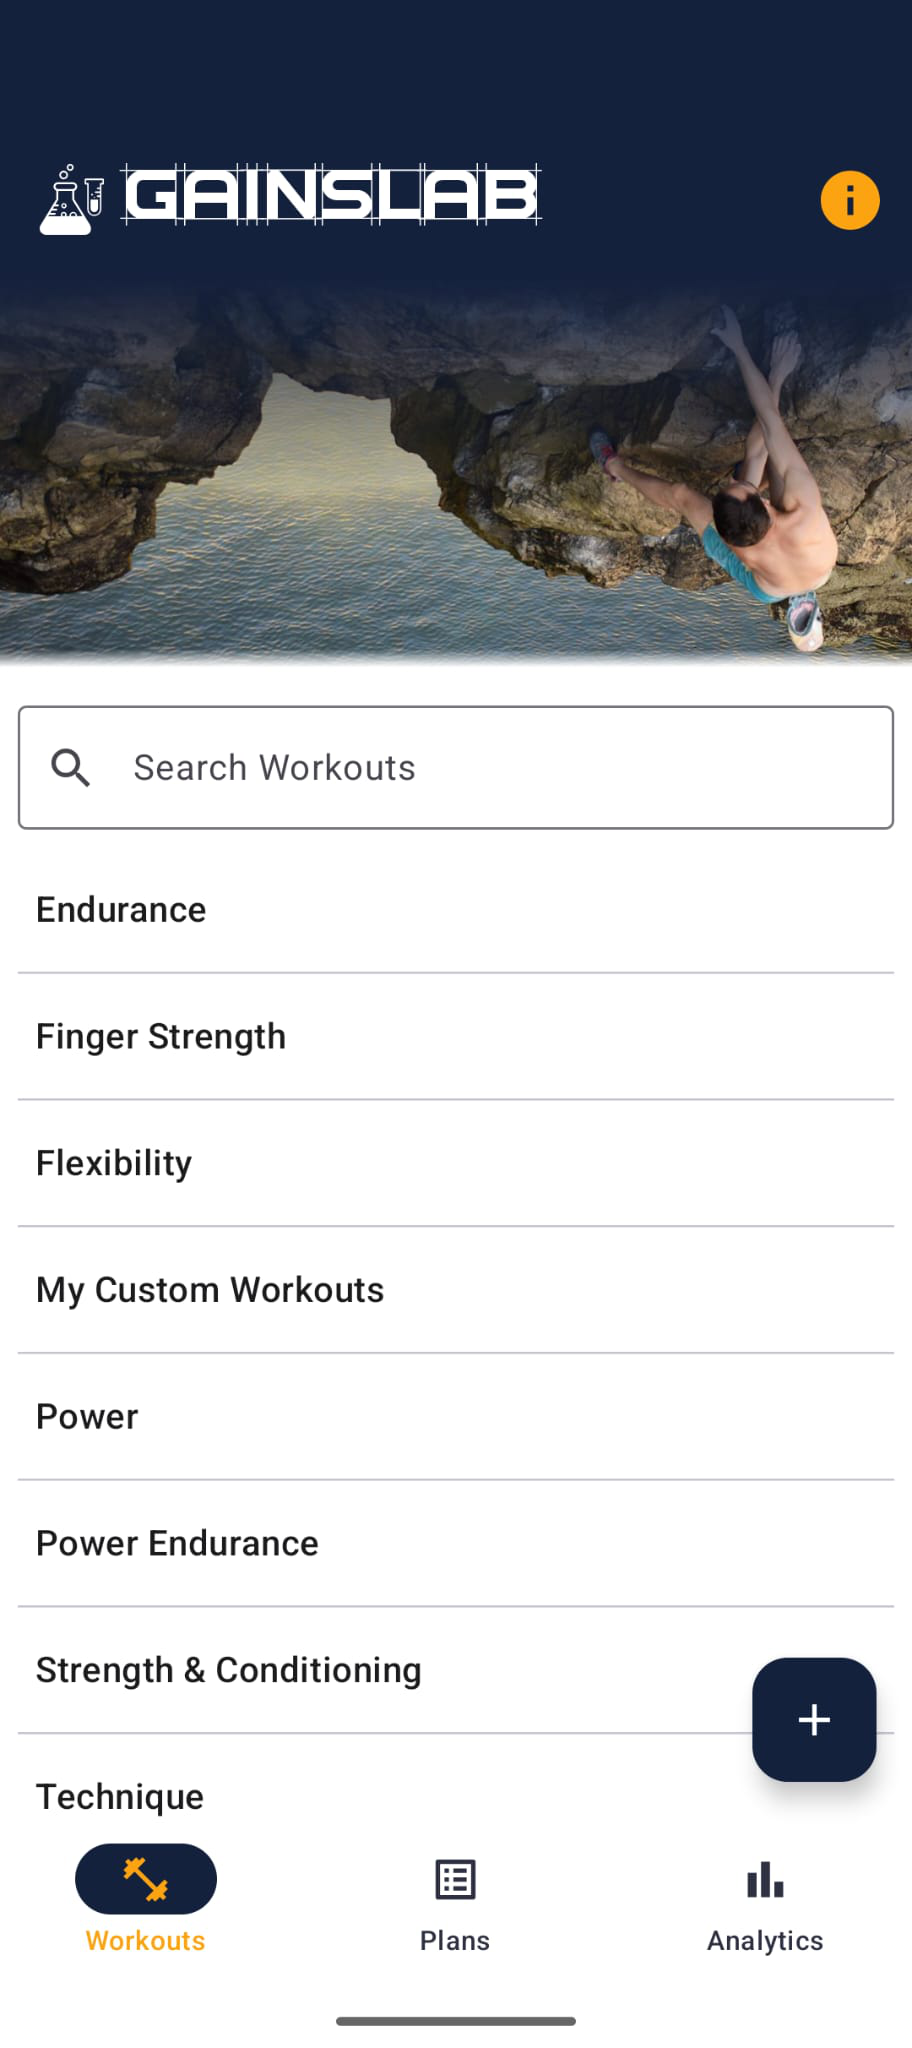 GAINSLAB
Search Workouts
Endurance
Finger Strength
Flexibility
My Custom Workouts
Power
Power Endurance
Strength & Conditioning
Technique
Workouts
Plans
Analytics